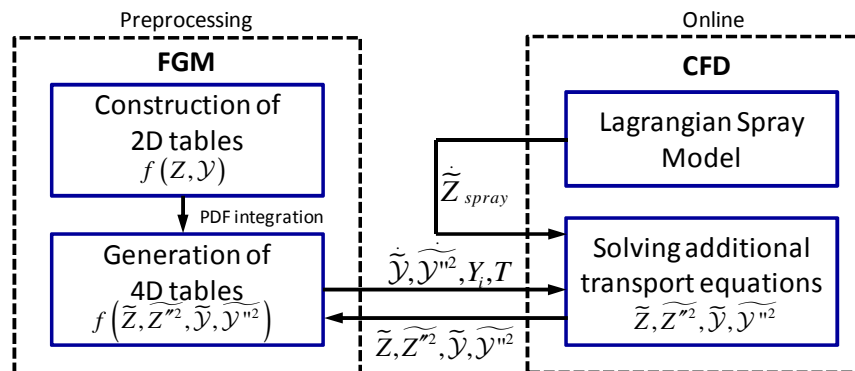 Preprocessing
FGM
Construction of
2D tables
f(Z, 𝒴)
PDF integration
Generation of
4D tables
f(Z̃, Z̃″², 𝒴̃, 𝒴̃″²)
Online
CFD
Lagrangian Spray
Model
Z̃̇ spray
Solving additional
transport equations
Z̃, Z̃″², 𝒴̃, 𝒴̃″²
𝒴̃̇, 𝒴̃̇″², Yᵢ, T
Z̃, Z̃″², 𝒴̃, 𝒴̃″²